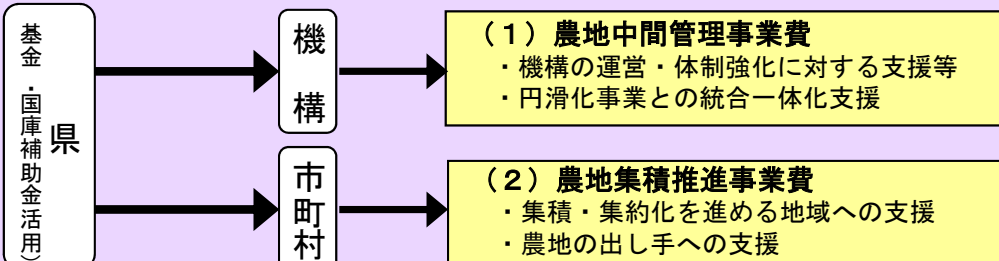 県
基金・国庫補助金活用）
機構
（１）農地中間管理事業費
・機構の運営・体制強化に対する支援等
・円滑化事業との統合一体化支援
市町村
（２）農地集積推進事業費
・集積・集約化を進める地域への支援
・農地の出し手への支援